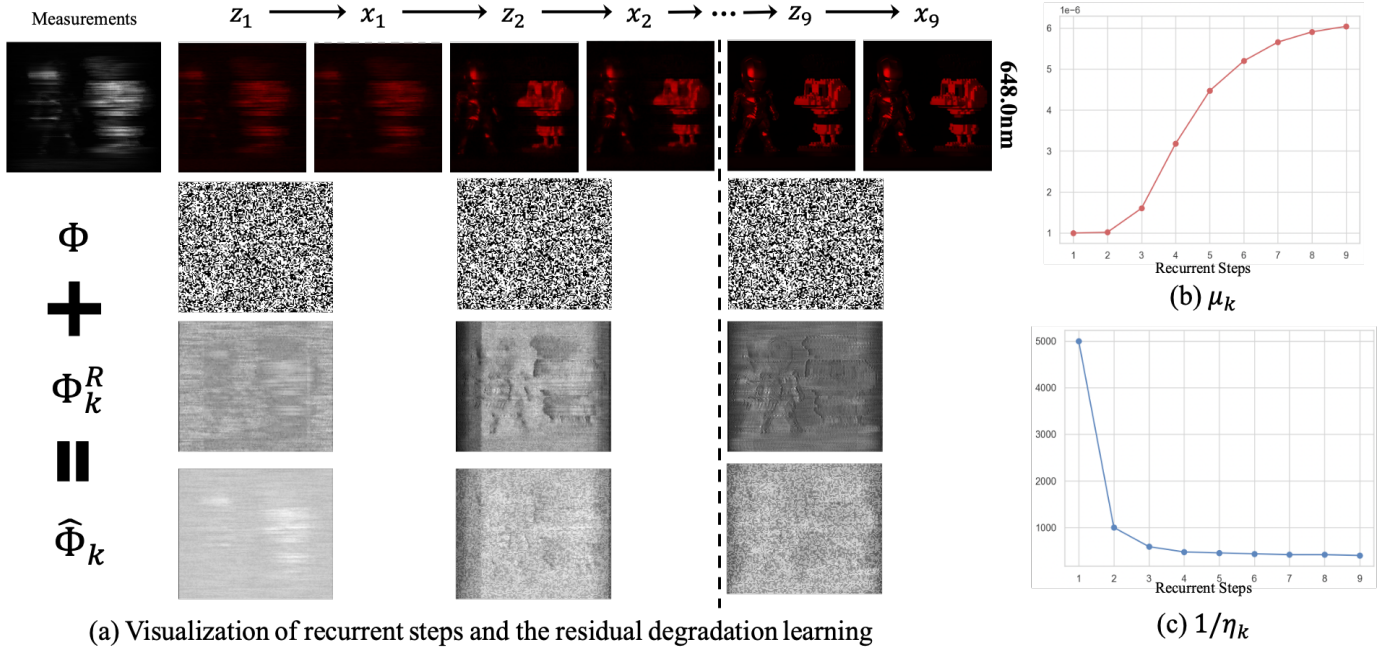 Measurements
z₁ → x₁ → z₂ → x₂ → ⋯ → z₉ → x₉
648.0nm
Φ
+
Φₖᴿ
=
Φ̂ₖ
(a) Visualization of recurrent steps and the residual degradation learning
1e−6
6
5
4
3
2
1
1 2 3 4 5 6 7 8 9
Recurrent Steps
(b) μₖ
5000
4000
3000
2000
1000
1 2 3 4 5 6 7 8 9
Recurrent Steps
(c) 1/ηₖ